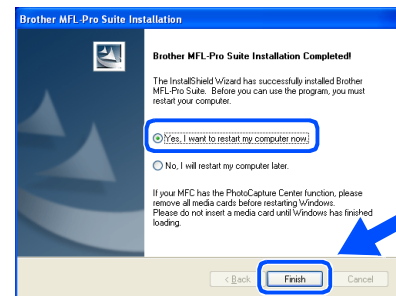 Brother MFL-Pro Suite Installation
Brother MFL-Pro Suite Installation Completed!
The InstallShield Wizard has successfully installed Brother
MFL-Pro Suite. Before you can use the program, you must
restart your computer.
Yes, I want to restart my computer now.
No, I will restart my computer later.
If your MFC has the PhotoCapture Center function, please
remove all media cards before restarting Windows.
Please do not insert a media card until Windows has finished
loading.
< Back Finish Cancel